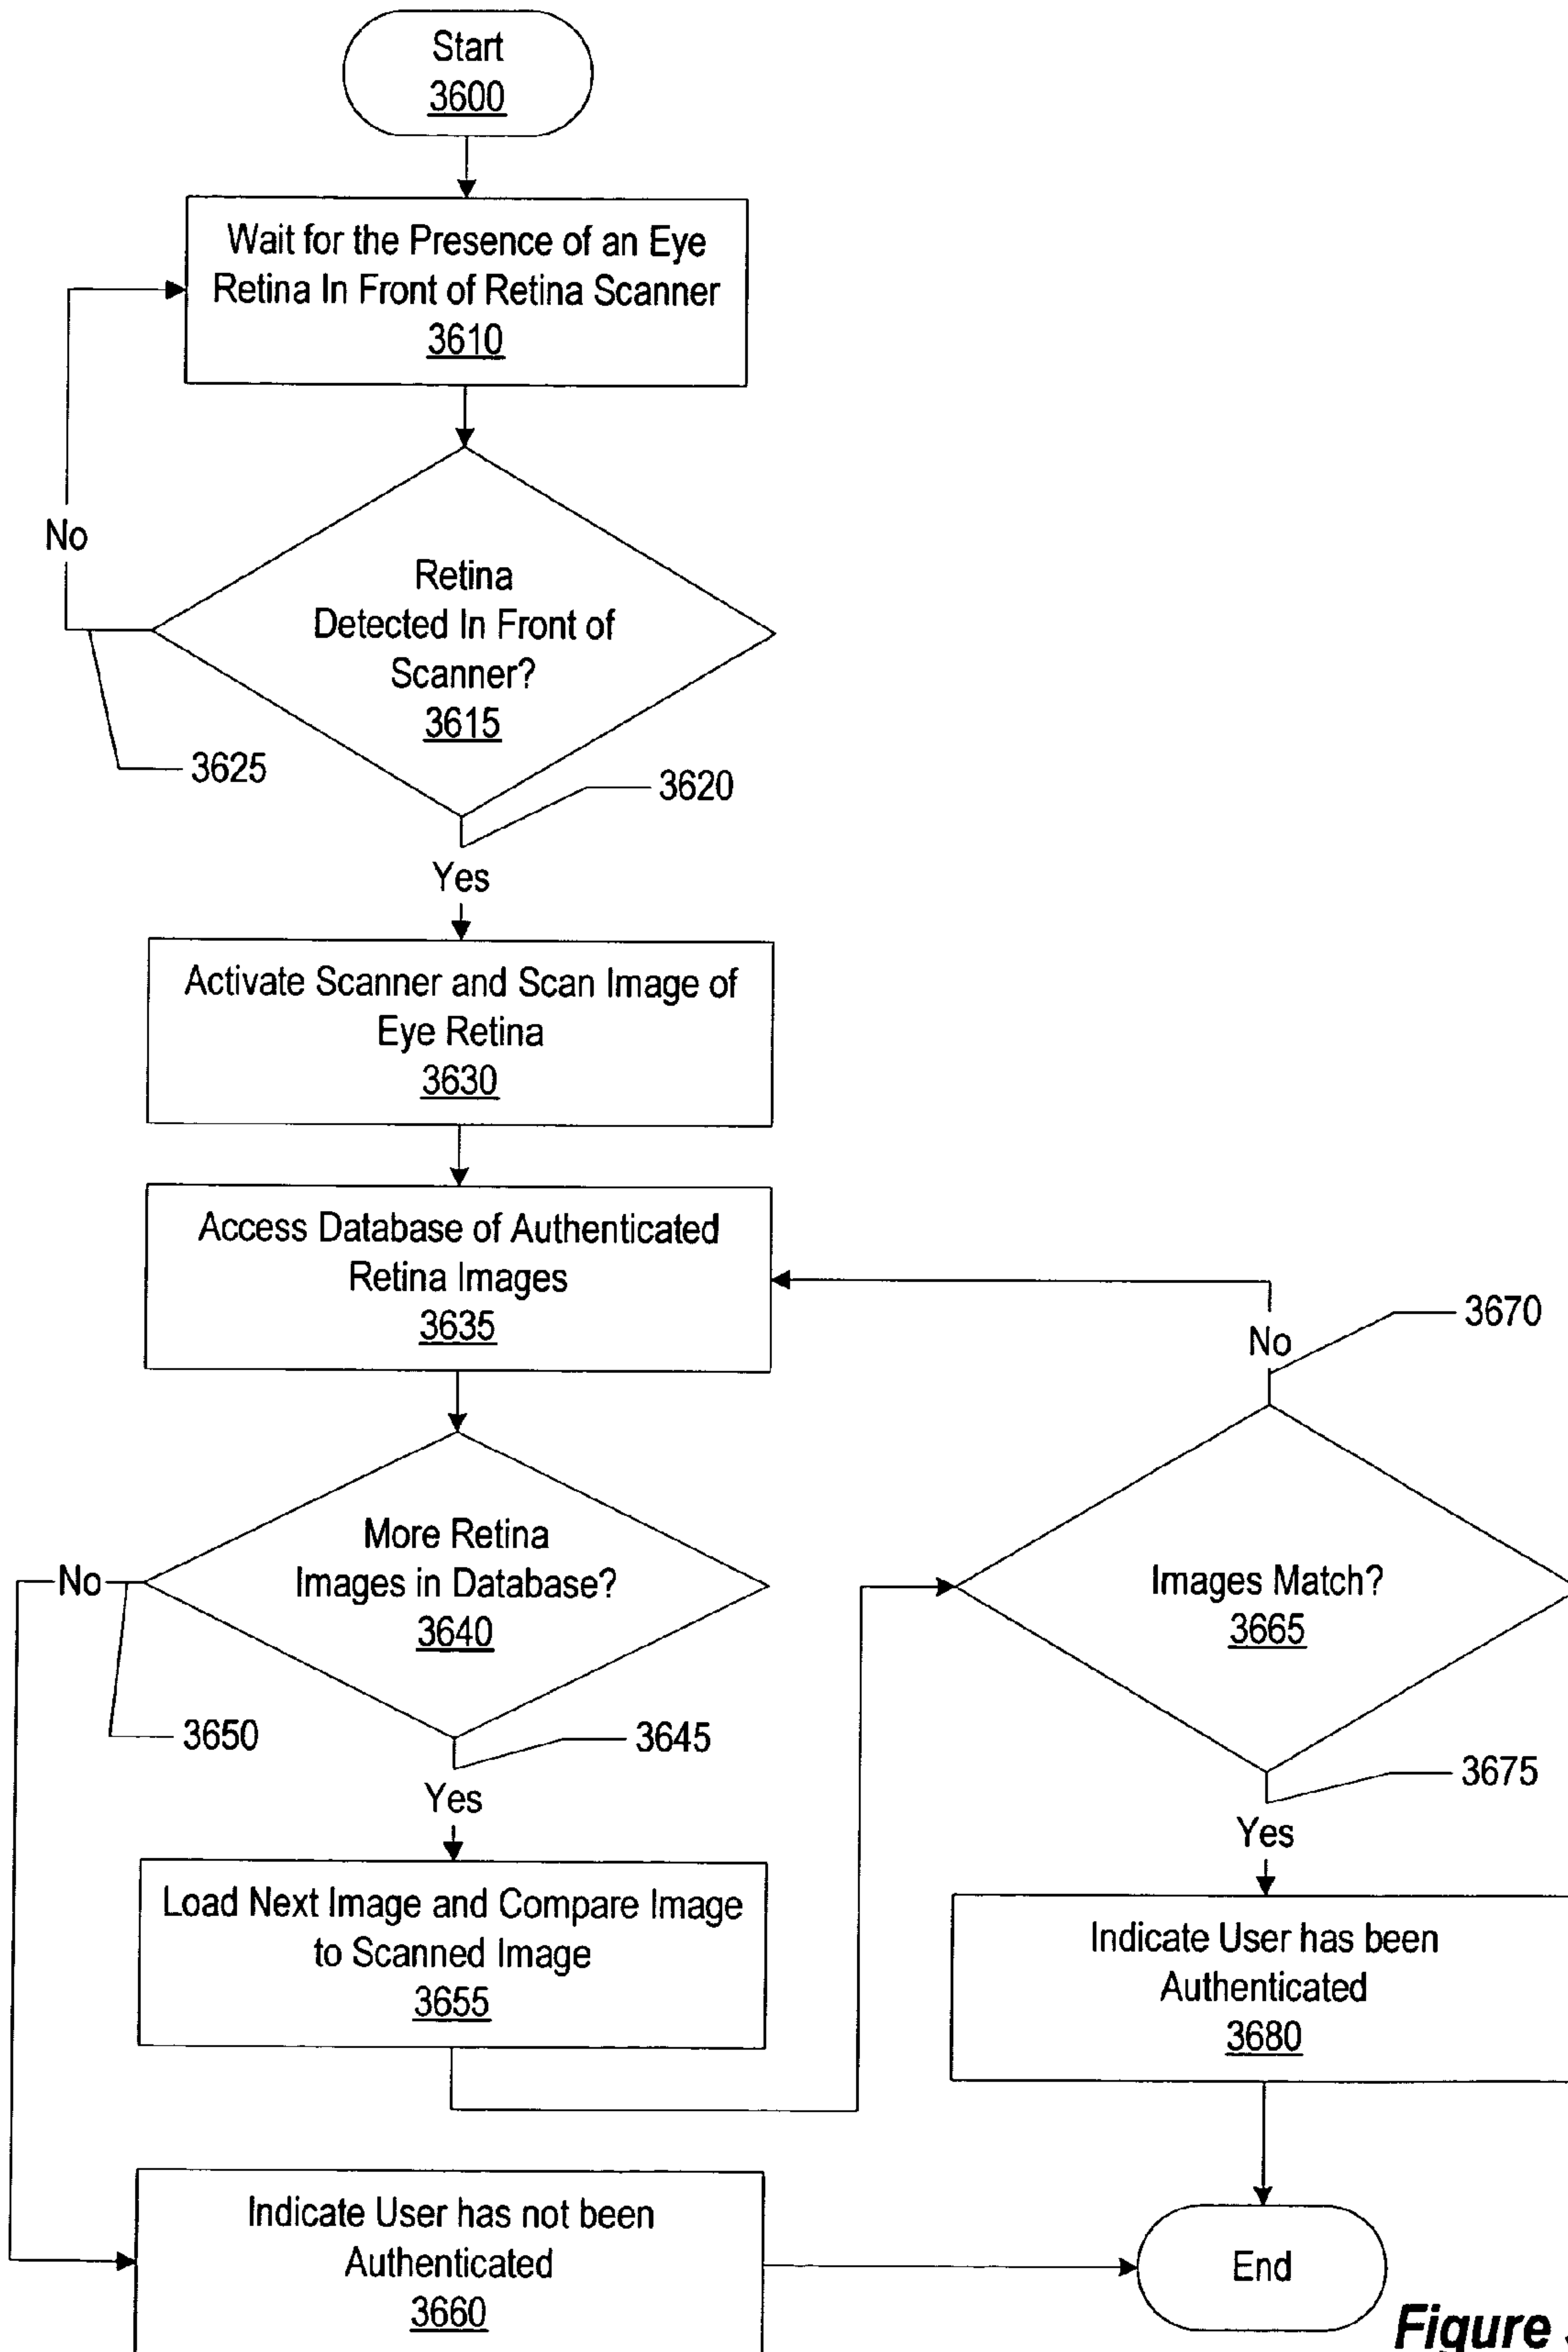 Start
3600
Wait for the Presence of an Eye
Retina In Front of Retina Scanner
3610
No
Retina
Detected In Front of
Scanner?
3615
3625
3620
Yes
Activate Scanner and Scan Image of
Eye Retina
3630
Access Database of Authenticated
Retina Images
3635
3670
No
More Retina
Images in Database?
3640
No
Images Match?
3665
3650
3645
3675
Yes
Yes
Load Next Image and Compare Image
to Scanned Image
3655
Indicate User has been
Authenticated
3680
Indicate User has not been
Authenticated
3660
End
Figure